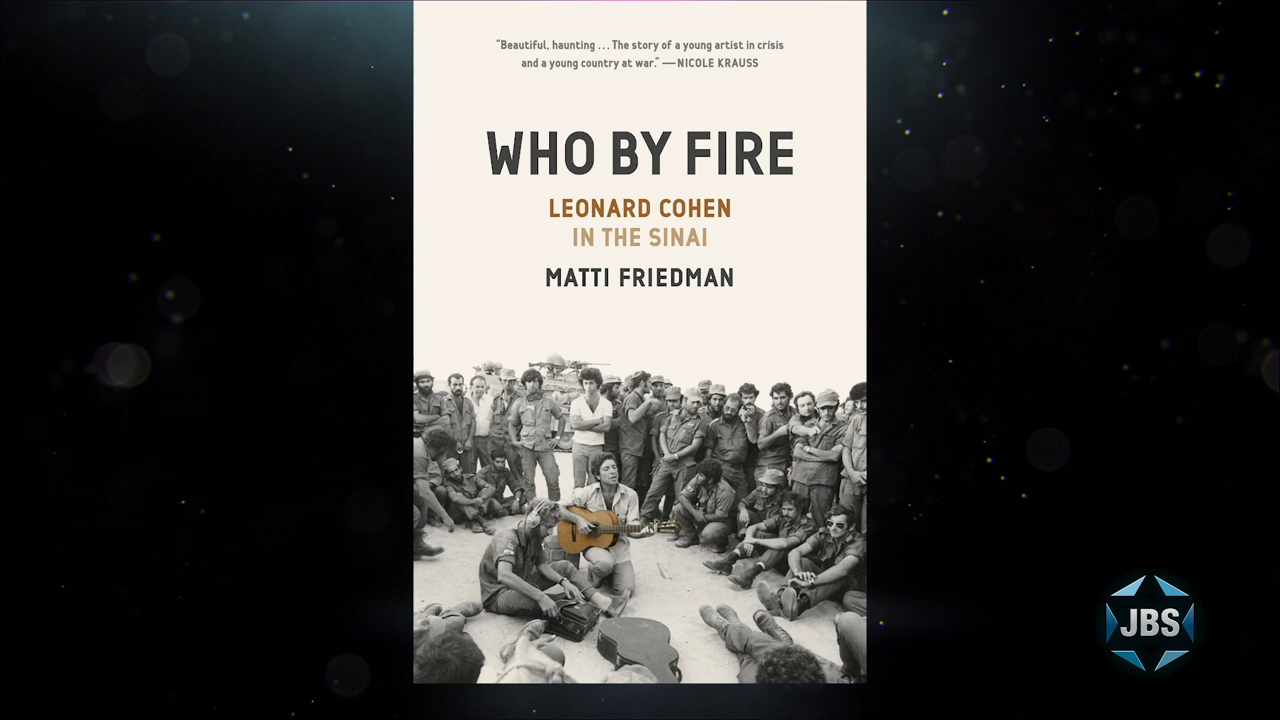 “Beautiful, haunting ... The story of a young artist in crisis
and a young country at war.” —NICOLE KRAUSS
WHO BY FIRE
LEONARD COHEN
IN THE SINAI
MATTI FRIEDMAN
JBS